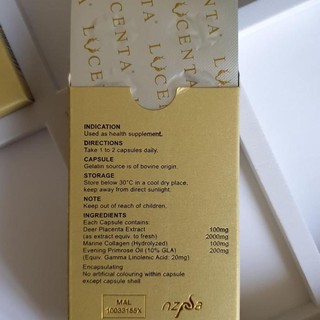 LUCENTA
LUCENTA
INDICATION
Used as health supplement.
DIRECTIONS
Take 1 to 2 capsules daily.
CAPSULE
Gelatin source is of bovine origin.
STORAGE
Store below 30°C in a cool dry place.
keep away from direct sunlight.
NOTE
Keep out of reach of children.
INGREDIENTS
Each Capsule contains:
Deer Placenta Extract 100mg
(as extract equiv. to fresh) 2000mg
Marine Collagen (Hydrolyzed) 100mg
Evening Primrose Oil (10% GLA) 200mg
(Equiv. Gamma Linolenic Acid: 20mg)
Encapsulating
No artificial colouring within capsule
except capsule shell
MAL
nzpsa